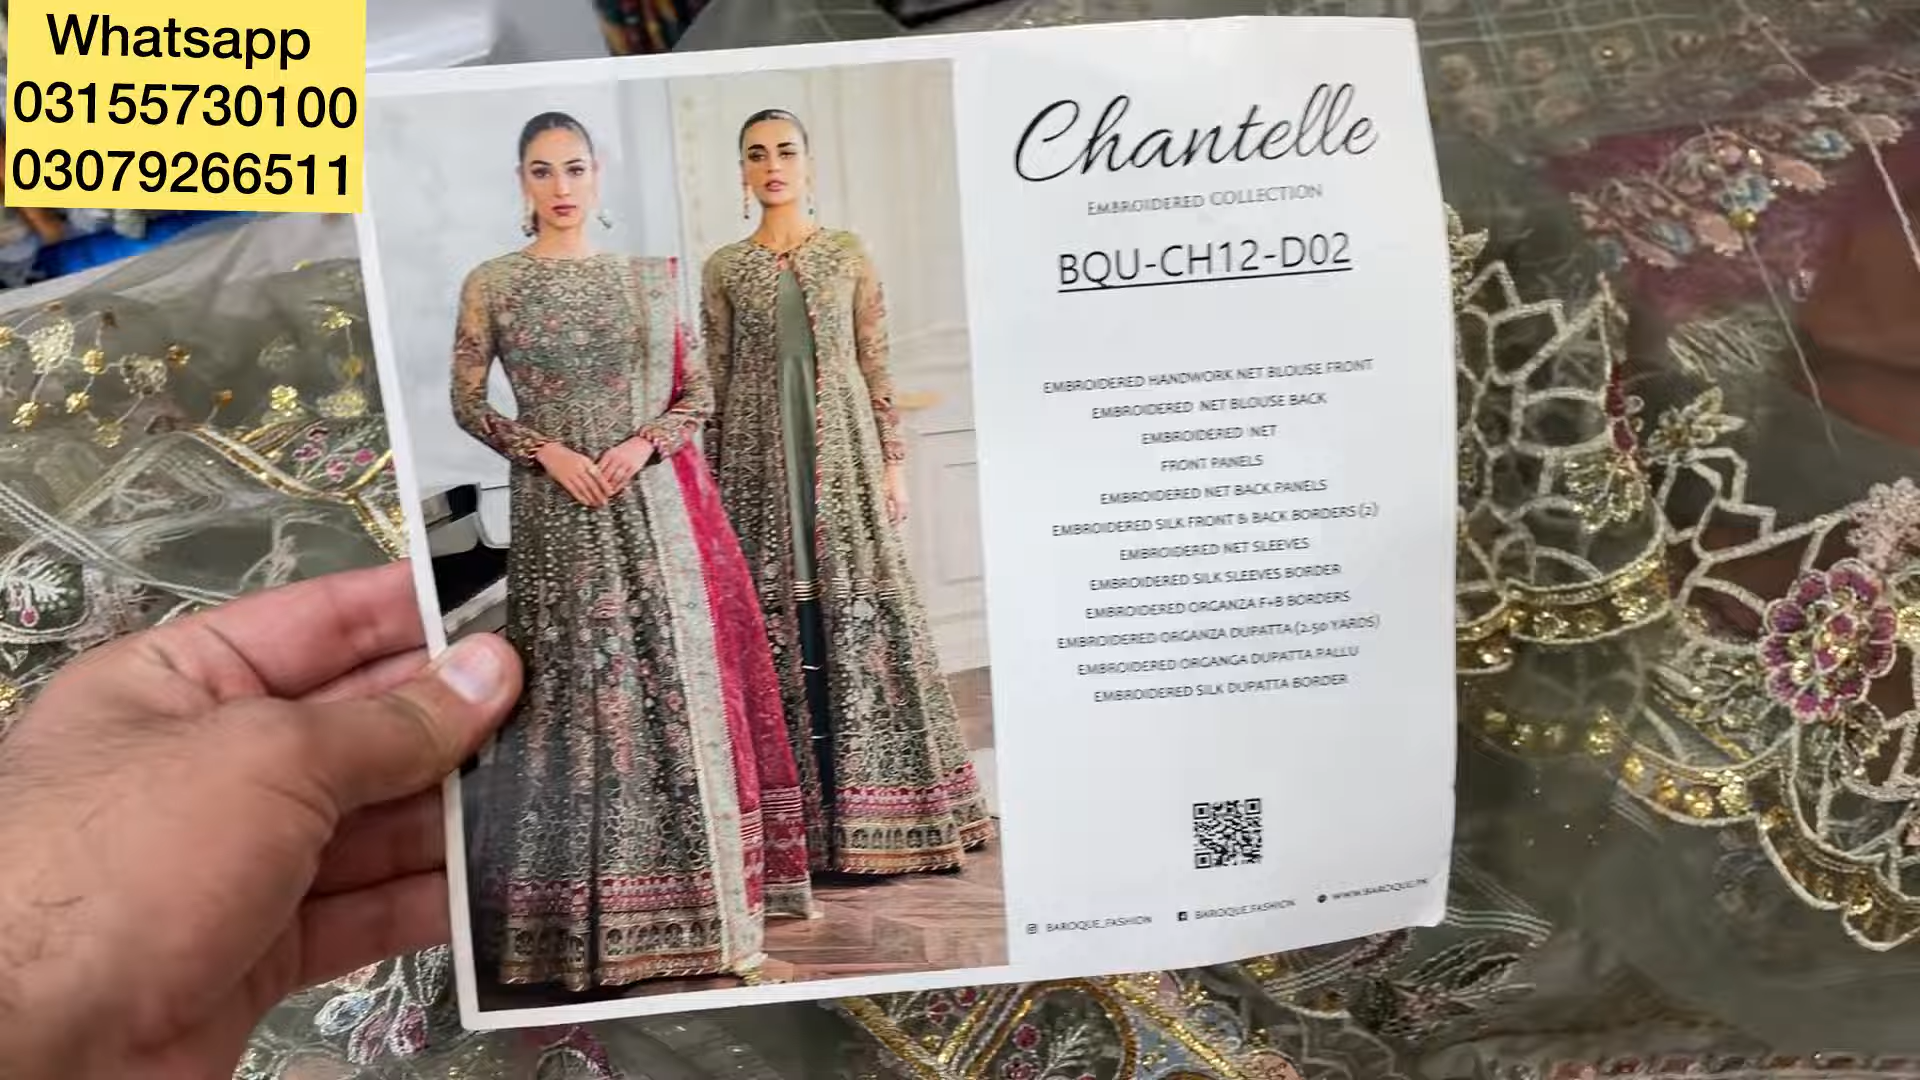 Whatsapp
03155730100
03079266511
Chantelle
EMBROIDERED COLLECTION
BQU-CH12-D02
EMBROIDERED HANDWORK NET BLOUSE FRONT
EMBROIDERED NET BLOUSE BACK
EMBROIDERED NET
FRONT PANELS
EMBROIDERED NET BACK PANELS
EMBROIDERED SILK FRONT & BACK BORDERS (2)
EMBROIDERED NET SLEEVES
EMBROIDERED SILK SLEEVES BORDER
EMBROIDERED ORGANZA F+B BORDERS
EMBROIDERED ORGANZA DUPATTA (2.50 YARDS)
EMBROIDERED ORGANGA DUPATTA PALLU
EMBROIDERED SILK DUPATTA BORDER
BAROQUE_FASHION BAROQUE.FASHION WWW.BAROQUE.PK